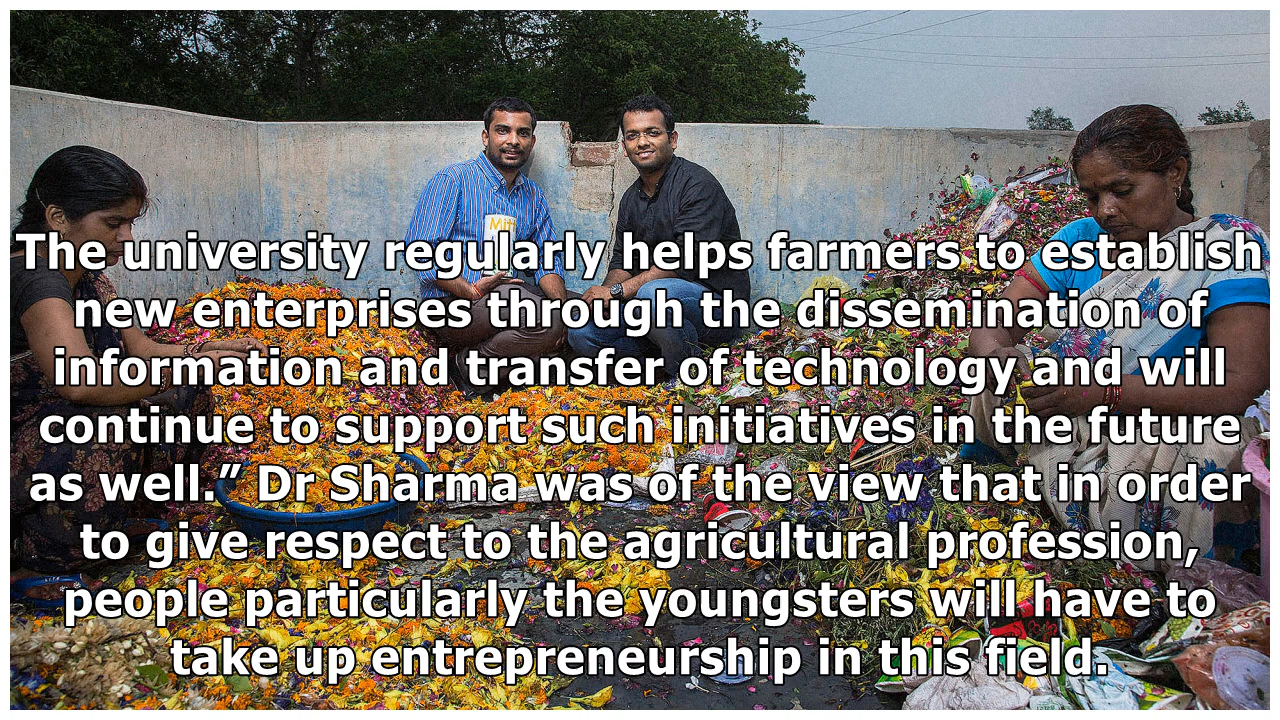 The university regularly helps farmers to establish
new enterprises through the dissemination of
information and transfer of technology and will
continue to support such initiatives in the future
as well.” Dr Sharma was of the view that in order
to give respect to the agricultural profession,
people particularly the youngsters will have to
take up entrepreneurship in this field.